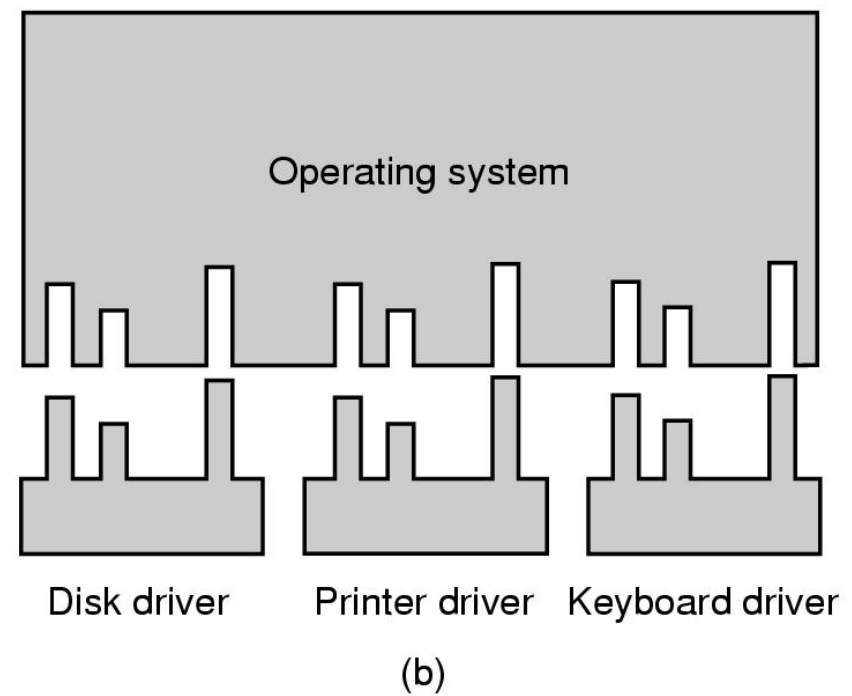 Operating system
Disk driver
Printer driver
Keyboard driver
(b)